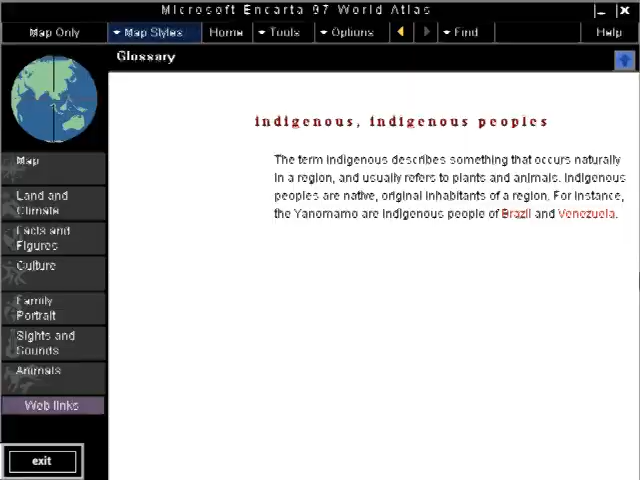 Microsoft Encarta 97 World Atlas
Map Only
Map Styles
Home
Tools
Options
Find
Help
Glossary
indigenous, indigenous peoples
The term indigenous describes something that occurs naturally
in a region, and usually refers to plants and animals. Indigenous
peoples are native, original inhabitants of a region. For instance,
the Yanomamo are indigenous people of Brazil and Venezuela.
Map
Land and
Climate
Facts and
Figures
Culture
Family
Portrait
Sights and
Sounds
Animals
Web links
exit